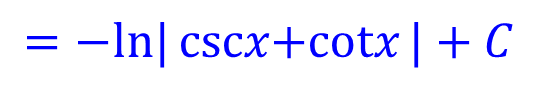 = −ln| cscx+cotx | + C